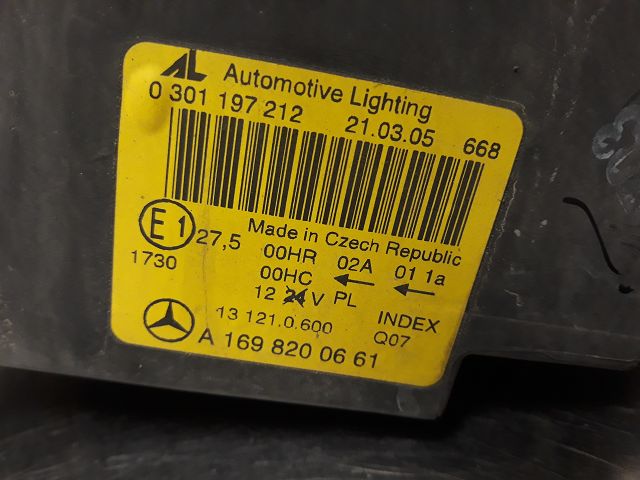 AL Automotive Lighting
0 301 197 212 21.03.05 668
Made in Czech Republic
E1 27,5 00HR 02A 01 1a
1730 00HC ← ←
12 24 V PL
13 121.0.600 INDEX
Q07
A 169 820 06 61